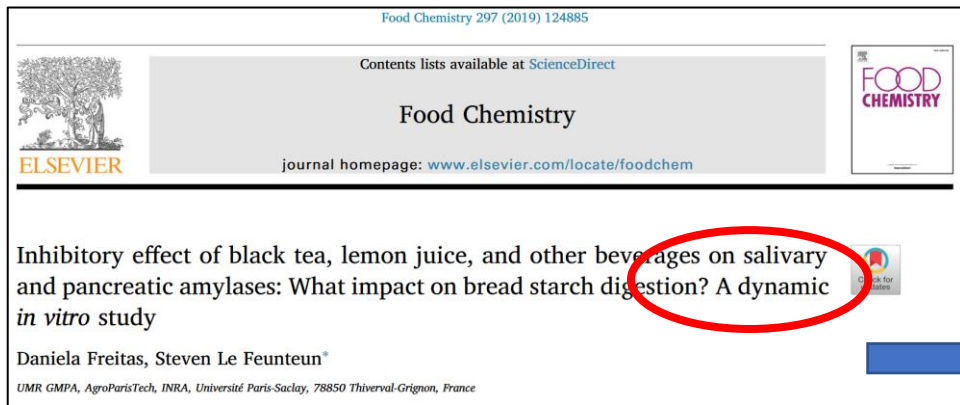 Food Chemistry 297 (2019) 124885
Contents lists available at ScienceDirect
Food Chemistry
journal homepage: www.elsevier.com/locate/foodchem
ELSEVIER
FOOD
CHEMISTRY
Inhibitory effect of black tea, lemon juice, and other beverages on salivary
and pancreatic amylases: What impact on bread starch digestion? A dynamic
in vitro study
Check for
updates
Daniela Freitas, Steven Le Feunteun*
UMR GMPA, AgroParisTech, INRA, Université Paris-Saclay, 78850 Thiverval-Grignon, France